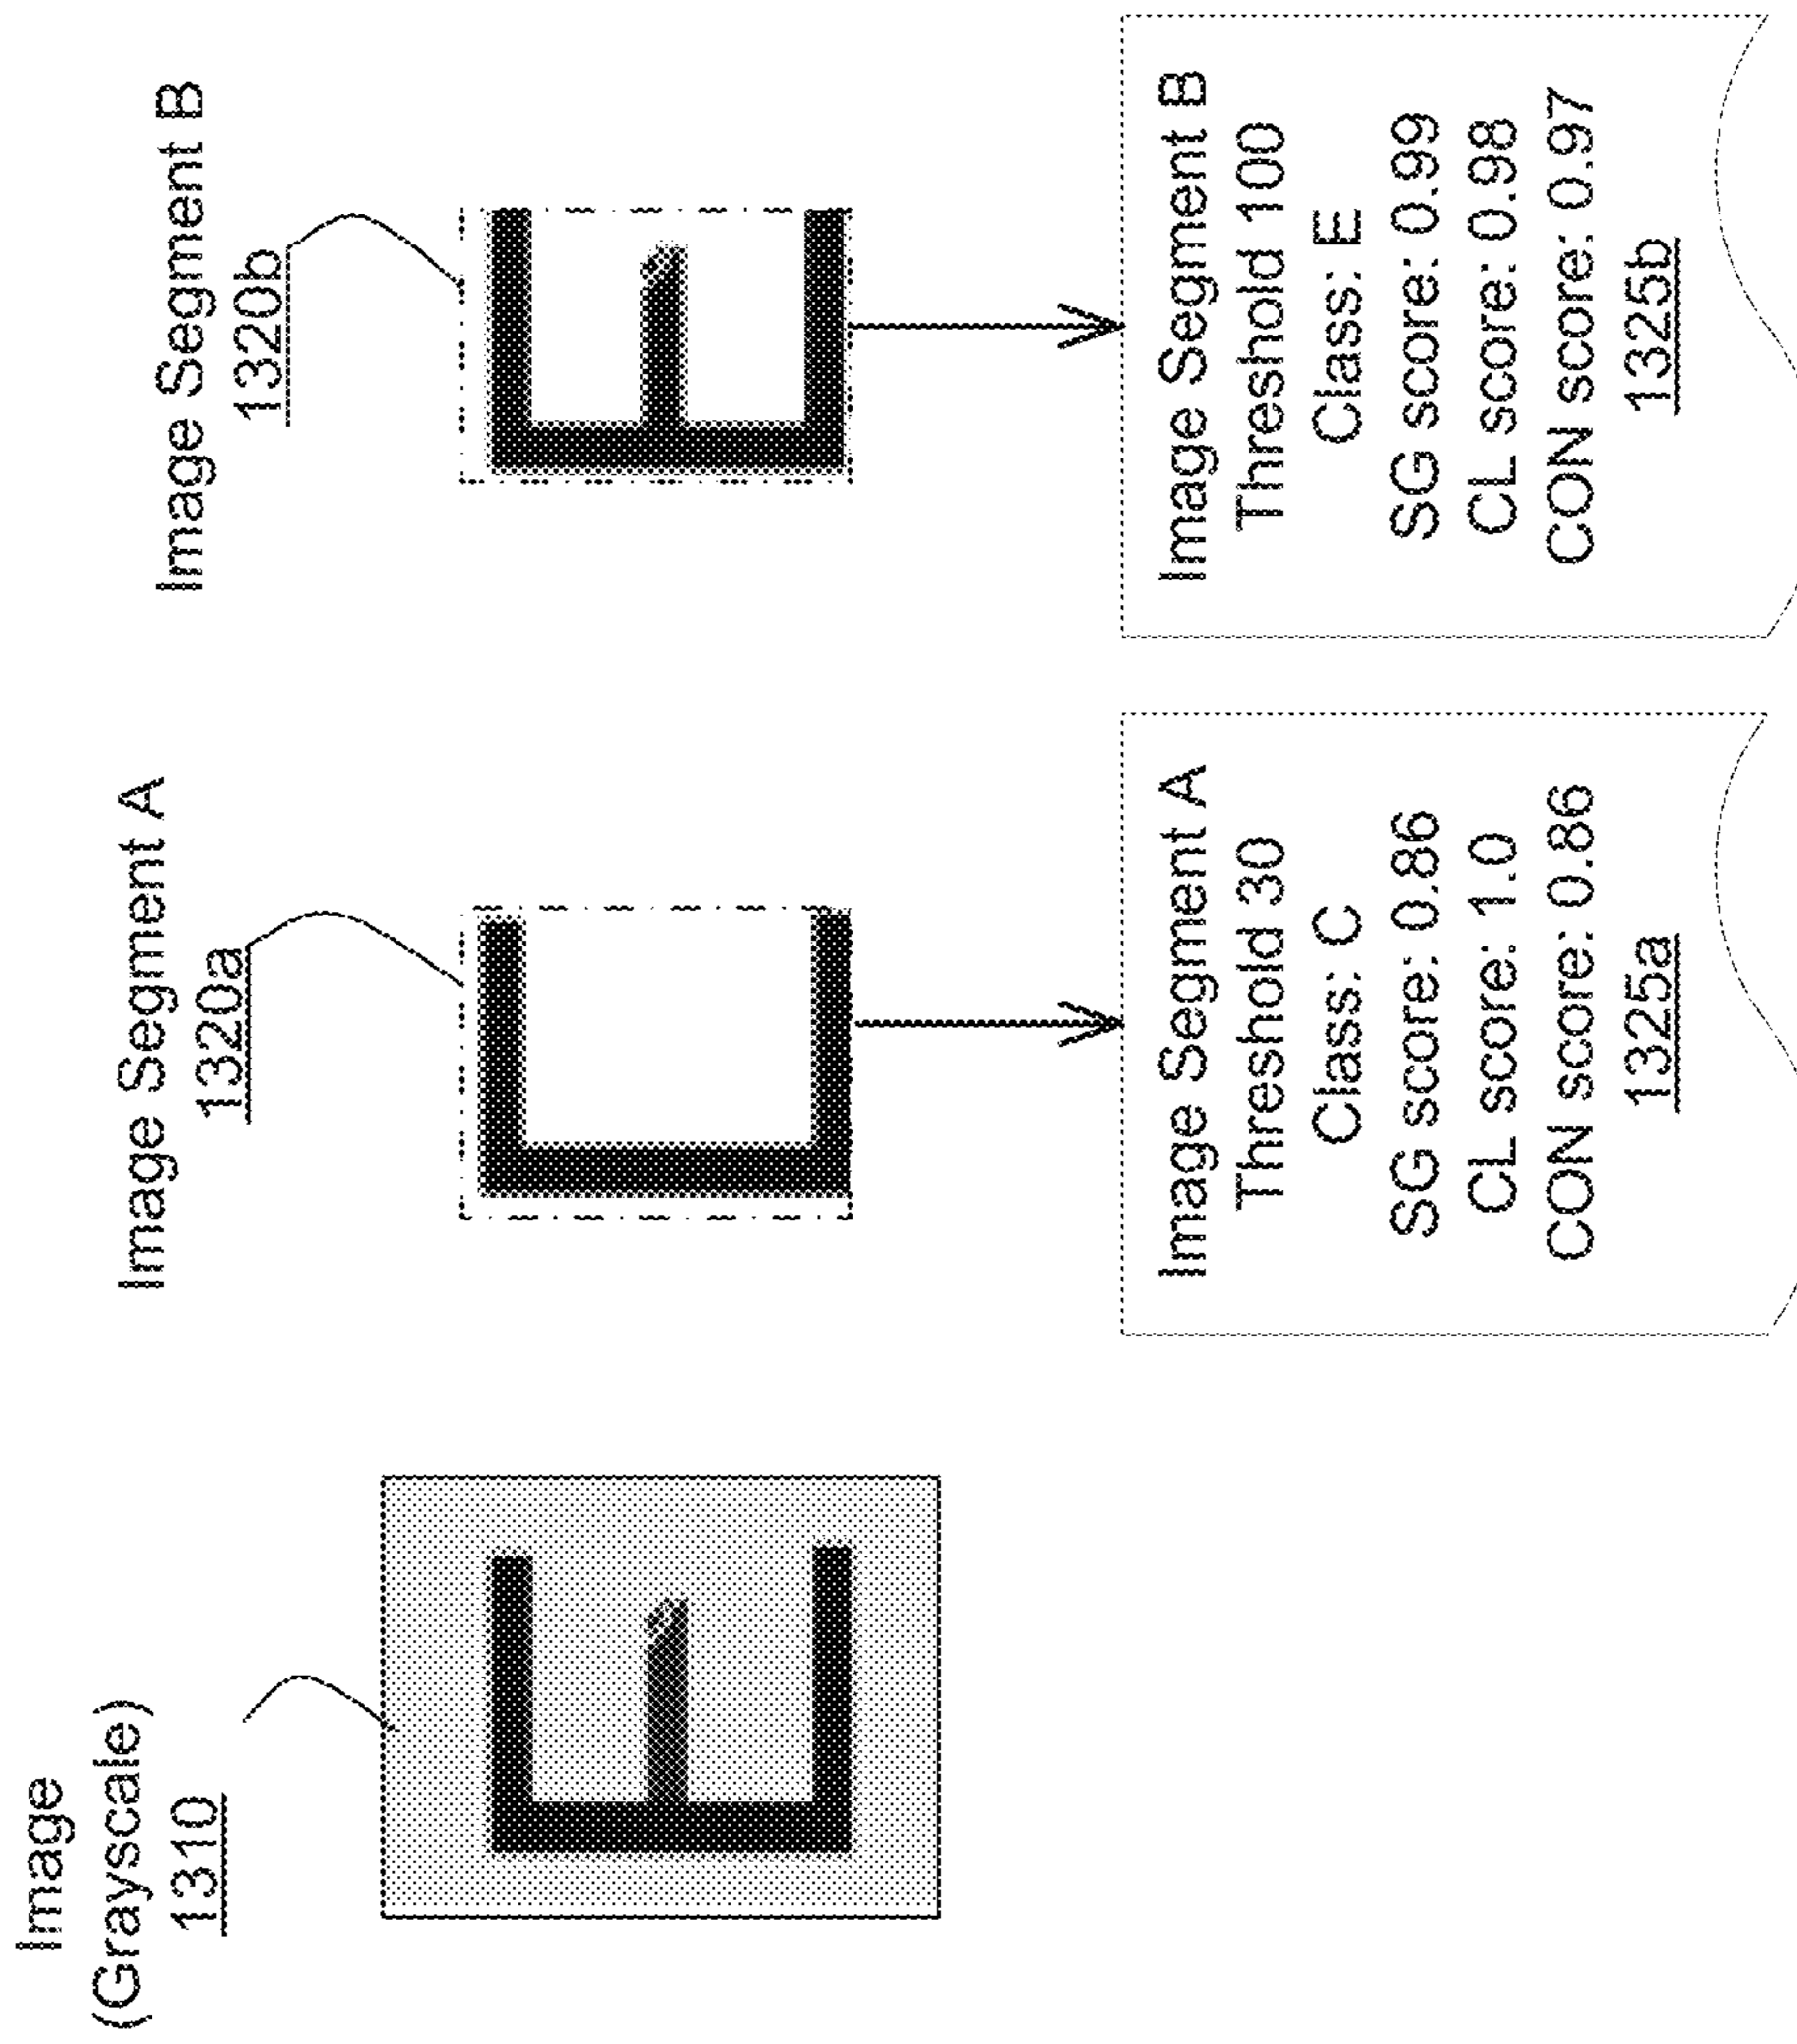 Image
(Grayscale)
1310
Image Segment A
1320a
Image Segment B
1320b
Image Segment A
Threshold 30
Class: C
SG score: 0.86
CL score: 1.0
CON score: 0.86
1325a
Image Segment B
Threshold 100
Class: E
SG score: 0.99
CL score: 0.98
CON score: 0.97
1325b